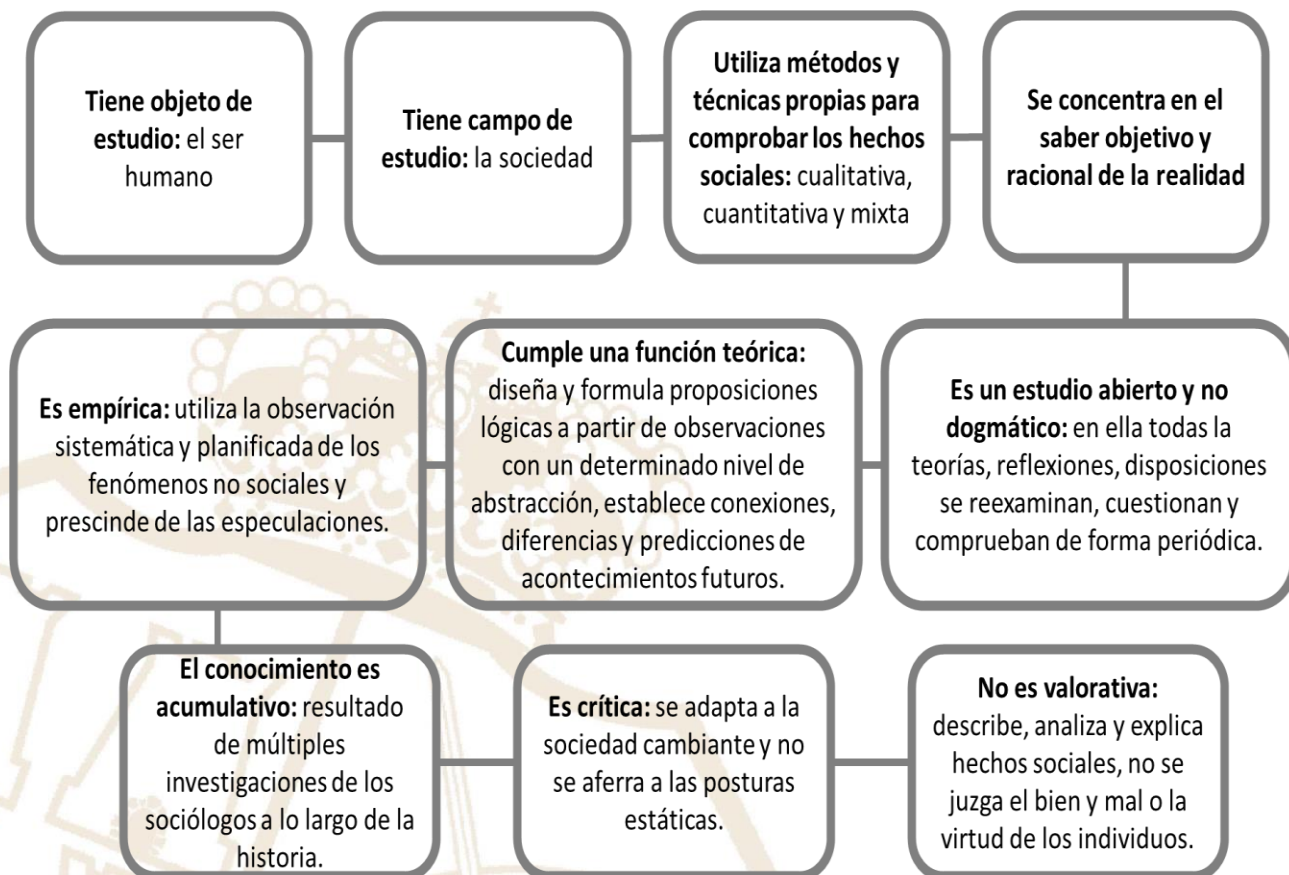 Tiene objeto de
estudio: el ser
humano
Tiene campo de
estudio: la sociedad
Utiliza métodos y
técnicas propias para
comprobar los hechos
sociales: cualitativa,
cuantitativa y mixta
Se concentra en el
saber objetivo y
racional de la realidad
Es un estudio abierto y no
dogmático: en ella todas la
teorías, reflexiones, disposiciones
se reexaminan, cuestionan y
comprueban de forma periódica.
Cumple una función teórica:
diseña y formula proposiciones
lógicas a partir de observaciones
con un determinado nivel de
abstracción, establece conexiones,
diferencias y predicciones de
acontecimientos futuros.
Es empírica: utiliza la observación
sistemática y planificada de los
fenómenos no sociales y
prescinde de las especulaciones.
El conocimiento es
acumulativo: resultado
de múltiples
investigaciones de los
sociólogos a lo largo de la
historia.
Es crítica: se adapta a la
sociedad cambiante y no
se aferra a las posturas
estáticas.
No es valorativa:
describe, analiza y explica
hechos sociales, no se
juzga el bien y mal o la
virtud de los individuos.